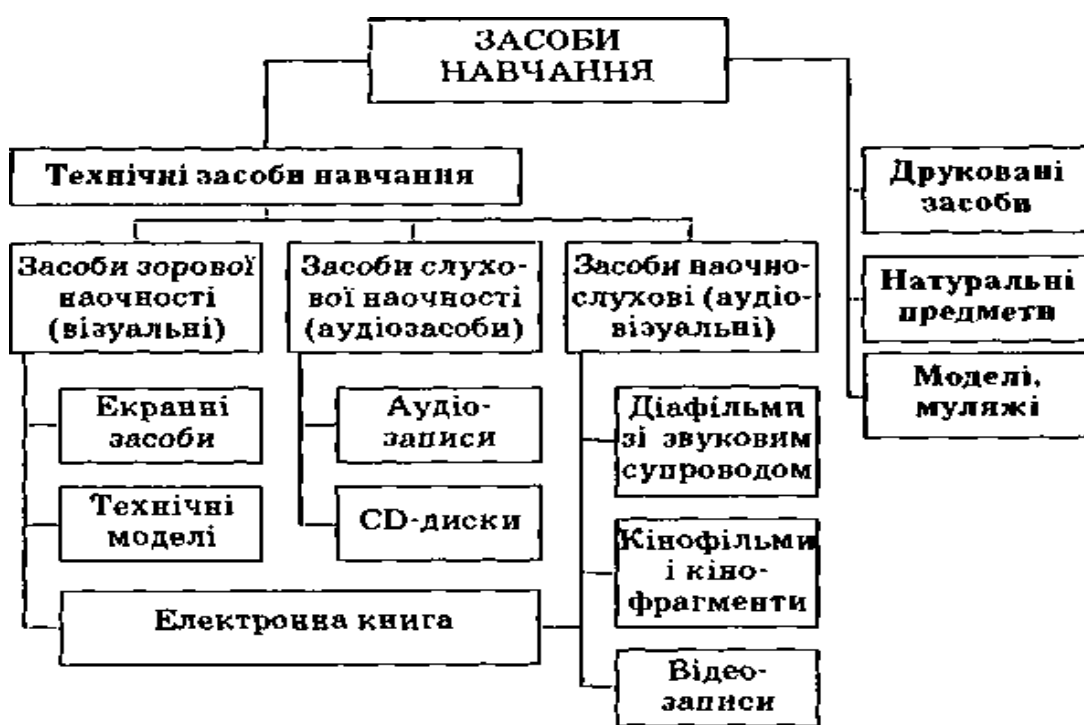 ЗАСОБИ
НАВЧАННЯ
Технічні засоби навчання
Друковані
засоби
Натуральні
предмети
Моделі,
муляжі
Засоби зорової
наочності
(візуальні)
Засоби слухо-
вої наочності
(аудіозасоби)
Засоби наочно-
слухові (аудіо-
візуальні)
Екранні
засоби
Технічні
моделі
Електронна книга
Аудіо-
записи
CD-диски
Діафільми
зі звуковим
супроводом
Кінофільми
і кіно-
фрагменти
Відео-
записи